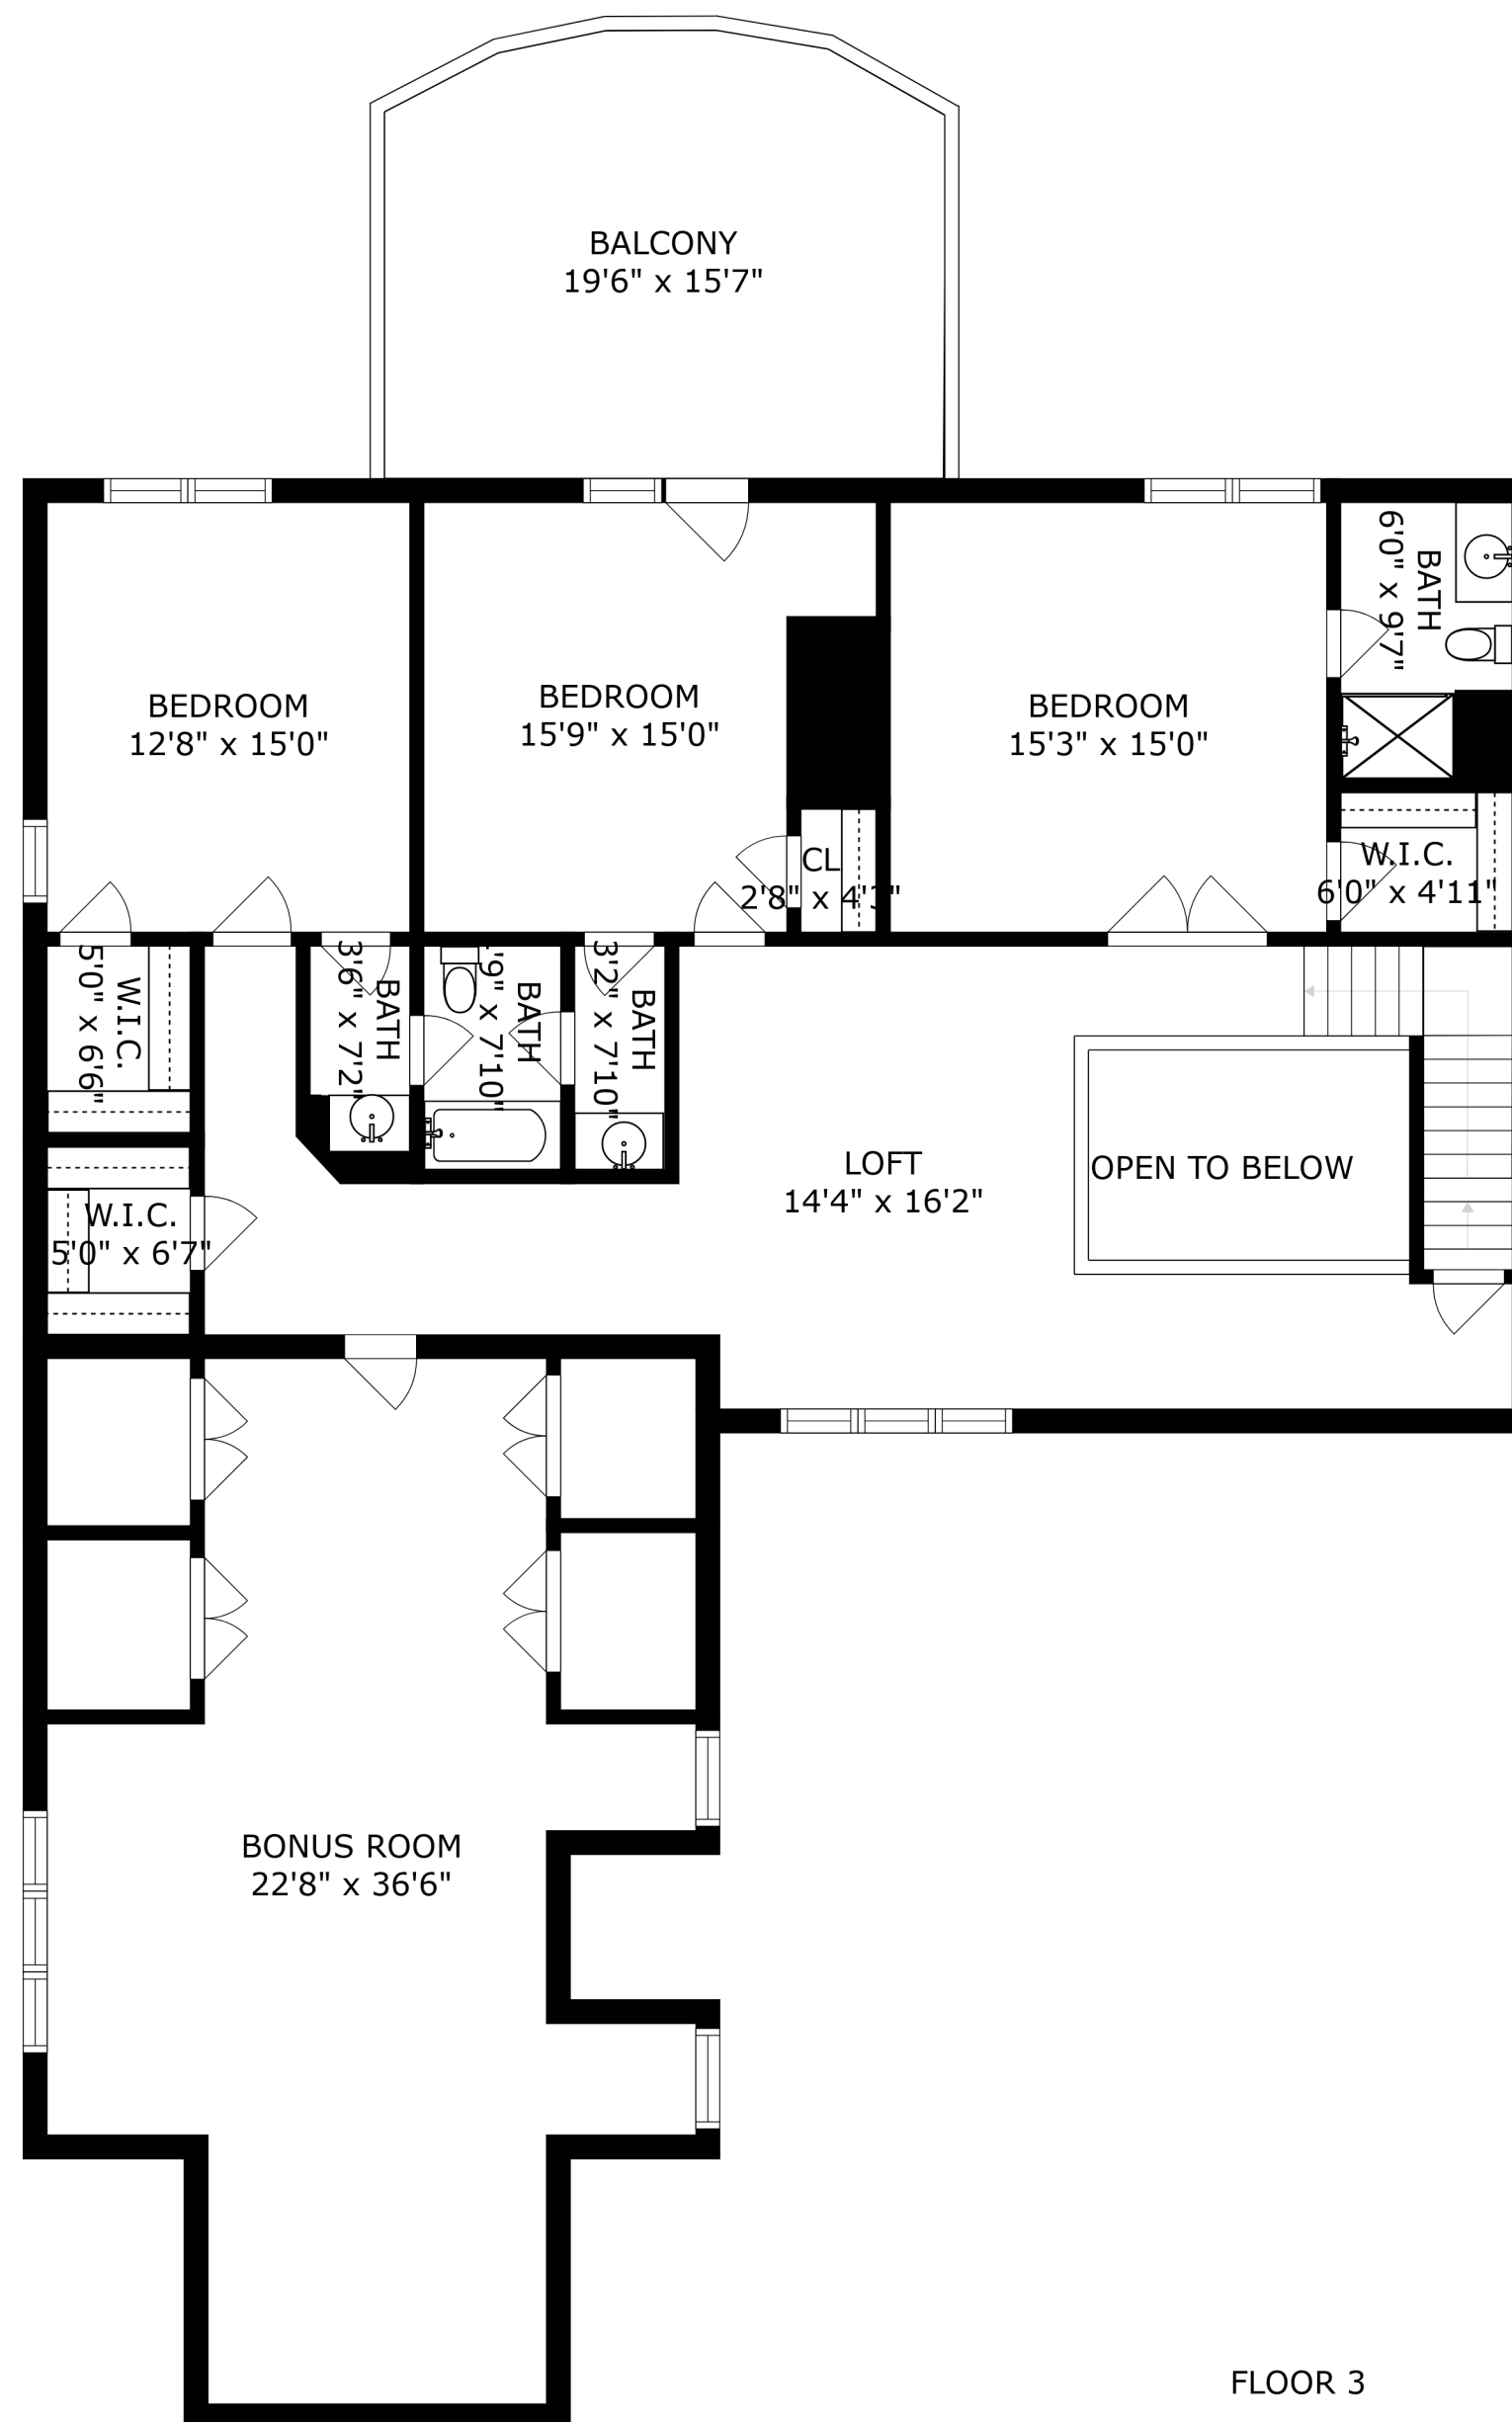 BALCONY
19'6" x 15'7"
BEDROOM
12'8" x 15'0"
BEDROOM
15'9" x 15'0"
BEDROOM
15'3" x 15'0"
BATH
6'0" x 9'7"
CL
2'8" x 4'3"
W.I.C.
6'0" x 4'11"
W.I.C.
5'0" x 6'6"
BATH
3'6" x 7'2"
BATH
'9" x 7'10"
BATH
3'2" x 7'10"
W.I.C.
5'0" x 6'7"
LOFT
14'4" x 16'2"
OPEN TO BELOW
BONUS ROOM
22'8" x 36'6"
FLOOR 3